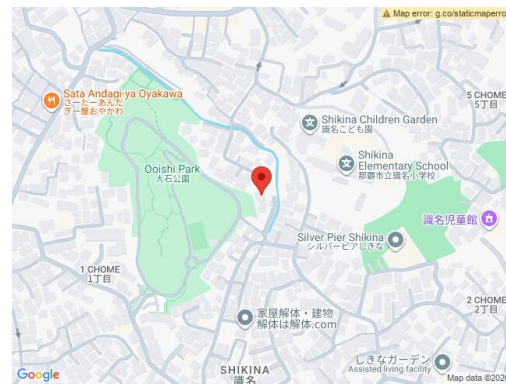 Map error: g.co/staticmaperro
Sata Andagi-ya Oyakawa
さーたーあんだ
ぎー屋おやかわ
5 CHOME
5丁目
Shikina Children Garden
識名こども園
Shikina
Elementary School
那覇市立識名小学校
Ooishi Park
大石公園
識名児童館
Silver Pier Shikina
シルバーピアしきな
1 CHOME
1丁目
2 CHOME
2丁目
家屋解体・建物
解体は解体.com
SHIKINA
識名
しきなガーデン
Assisted living facility
Google
Map data ©202